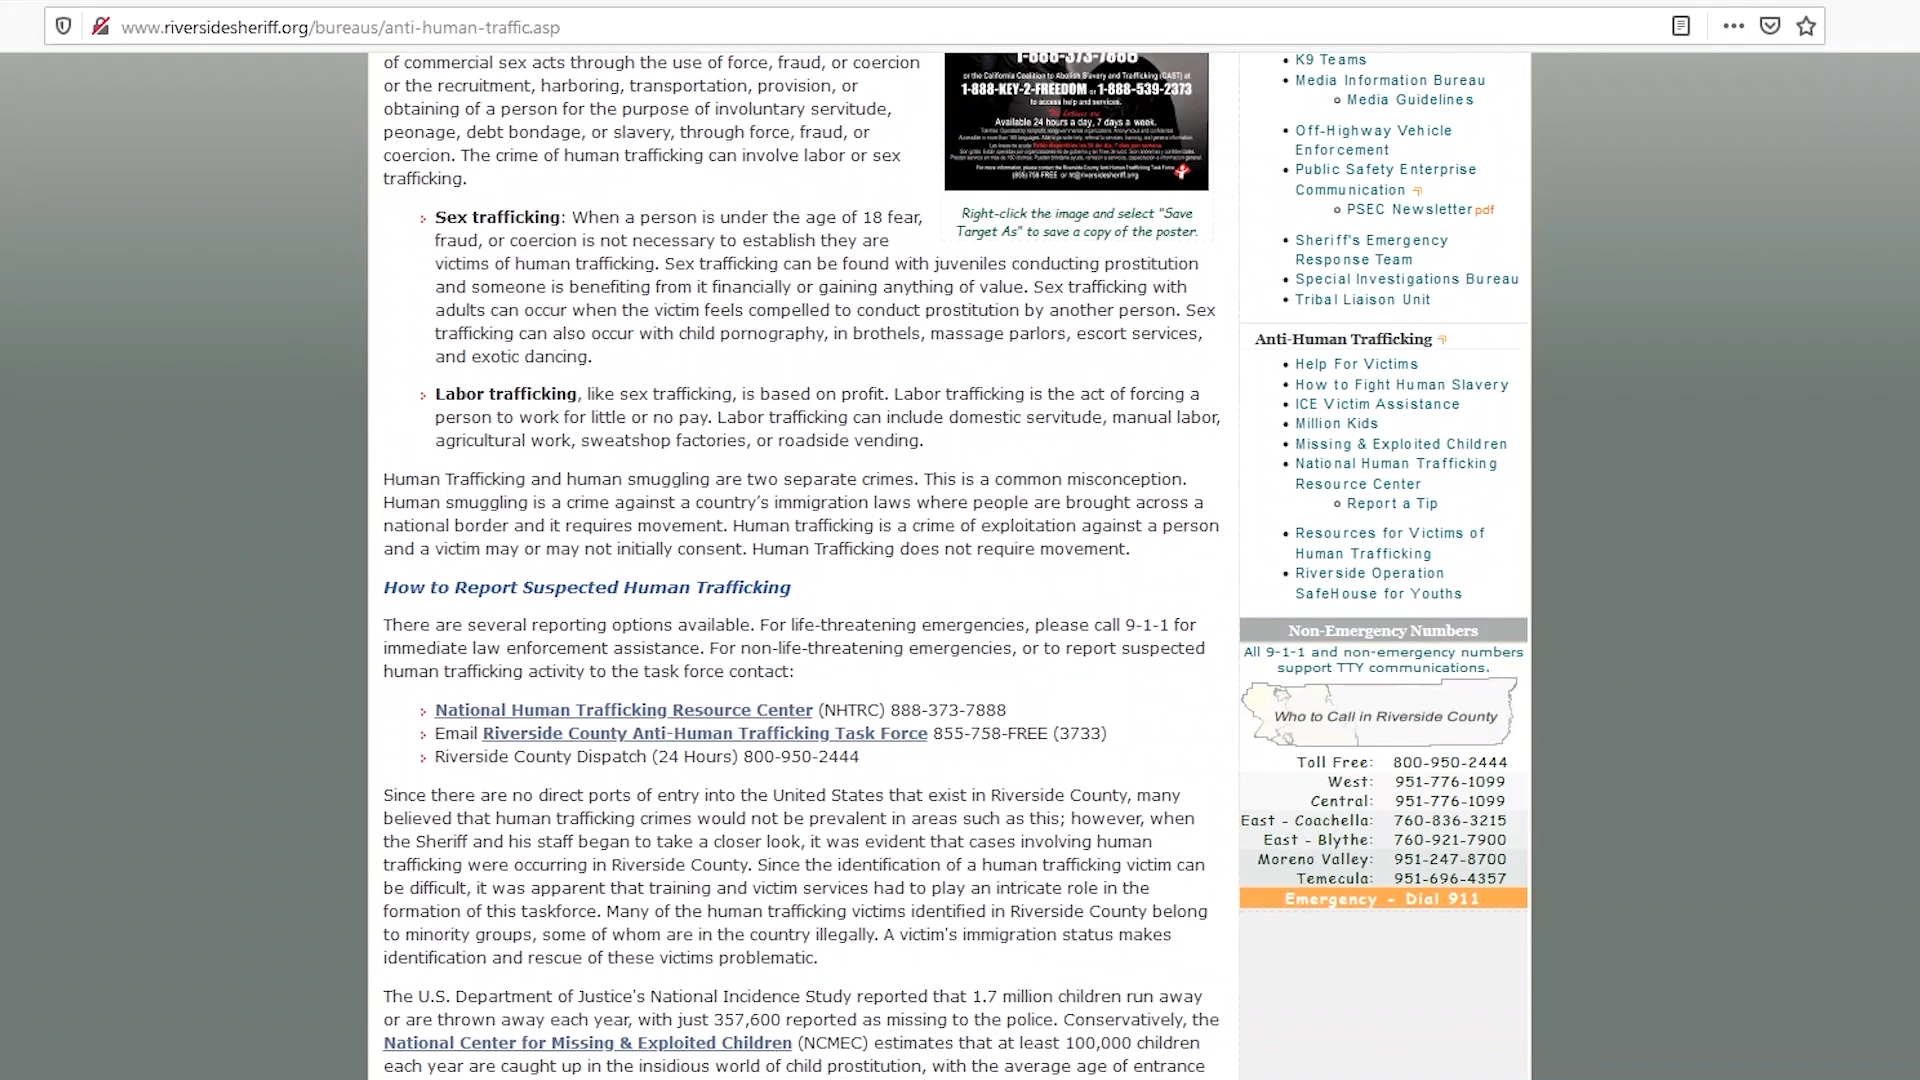 www.riversidesheriff.org/bureaus/anti-human-traffic.asp
of commercial sex acts through the use of force, fraud, or coercion
or the recruitment, harboring, transportation, provision, or
obtaining of a person for the purpose of involuntary servitude,
peonage, debt bondage, or slavery, through force, fraud, or
coercion. The crime of human trafficking can involve labor or sex
trafficking.
1-888-373-7888
or the California Coalition to Abolish Slavery and Trafficking (CAST) at
1-888-KEY-2-FREEDOM or 1-888-539-2373
to access help and services.
Available 24 hours a day, 7 days a week.
(855) 758-FREE or ht@riversidesheriff.org
Right-click the image and select "Save
Target As" to save a copy of the poster.
Sex trafficking: When a person is under the age of 18 fear,
fraud, or coercion is not necessary to establish they are
victims of human trafficking. Sex trafficking can be found with juveniles conducting prostitution
and someone is benefiting from it financially or gaining anything of value. Sex trafficking with
adults can occur when the victim feels compelled to conduct prostitution by another person. Sex
trafficking can also occur with child pornography, in brothels, massage parlors, escort services,
and exotic dancing.
Labor trafficking, like sex trafficking, is based on profit. Labor trafficking is the act of forcing a
person to work for little or no pay. Labor trafficking can include domestic servitude, manual labor,
agricultural work, sweatshop factories, or roadside vending.
Human Trafficking and human smuggling are two separate crimes. This is a common misconception.
Human smuggling is a crime against a country's immigration laws where people are brought across a
national border and it requires movement. Human trafficking is a crime of exploitation against a person
and a victim may or may not initially consent. Human Trafficking does not require movement.
How to Report Suspected Human Trafficking
There are several reporting options available. For life-threatening emergencies, please call 9-1-1 for
immediate law enforcement assistance. For non-life-threatening emergencies, or to report suspected
human trafficking activity to the task force contact:
National Human Trafficking Resource Center (NHTRC) 888-373-7888
Email Riverside County Anti-Human Trafficking Task Force 855-758-FREE (3733)
Riverside County Dispatch (24 Hours) 800-950-2444
Since there are no direct ports of entry into the United States that exist in Riverside County, many
believed that human trafficking crimes would not be prevalent in areas such as this; however, when
the Sheriff and his staff began to take a closer look, it was evident that cases involving human
trafficking were occurring in Riverside County. Since the identification of a human trafficking victim can
be difficult, it was apparent that training and victim services had to play an intricate role in the
formation of this taskforce. Many of the human trafficking victims identified in Riverside County belong
to minority groups, some of whom are in the country illegally. A victim's immigration status makes
identification and rescue of these victims problematic.
The U.S. Department of Justice's National Incidence Study reported that 1.7 million children run away
or are thrown away each year, with just 357,600 reported as missing to the police. Conservatively, the
National Center for Missing & Exploited Children (NCMEC) estimates that at least 100,000 children
each year are caught up in the insidious world of child prostitution, with the average age of entrance
K9 Teams
Media Information Bureau
Media Guidelines
Off-Highway Vehicle
Enforcement
Public Safety Enterprise
Communication
PSEC Newsletter pdf
Sheriff's Emergency
Response Team
Special Investigations Bureau
Tribal Liaison Unit
Anti-Human Trafficking
Help For Victims
How to Fight Human Slavery
ICE Victim Assistance
Million Kids
Missing & Exploited Children
National Human Trafficking
Resource Center
Report a Tip
Resources for Victims of
Human Trafficking
Riverside Operation
SafeHouse for Youths
Non-Emergency Numbers
All 9-1-1 and non-emergency numbers
support TTY communications.
Who to Call in Riverside County
Toll Free: 800-950-2444
West: 951-776-1099
Central: 951-776-1099
East - Coachella: 760-836-3215
East - Blythe: 760-921-7900
Moreno Valley: 951-247-8700
Temecula: 951-696-4357
Emergency - Dial 911